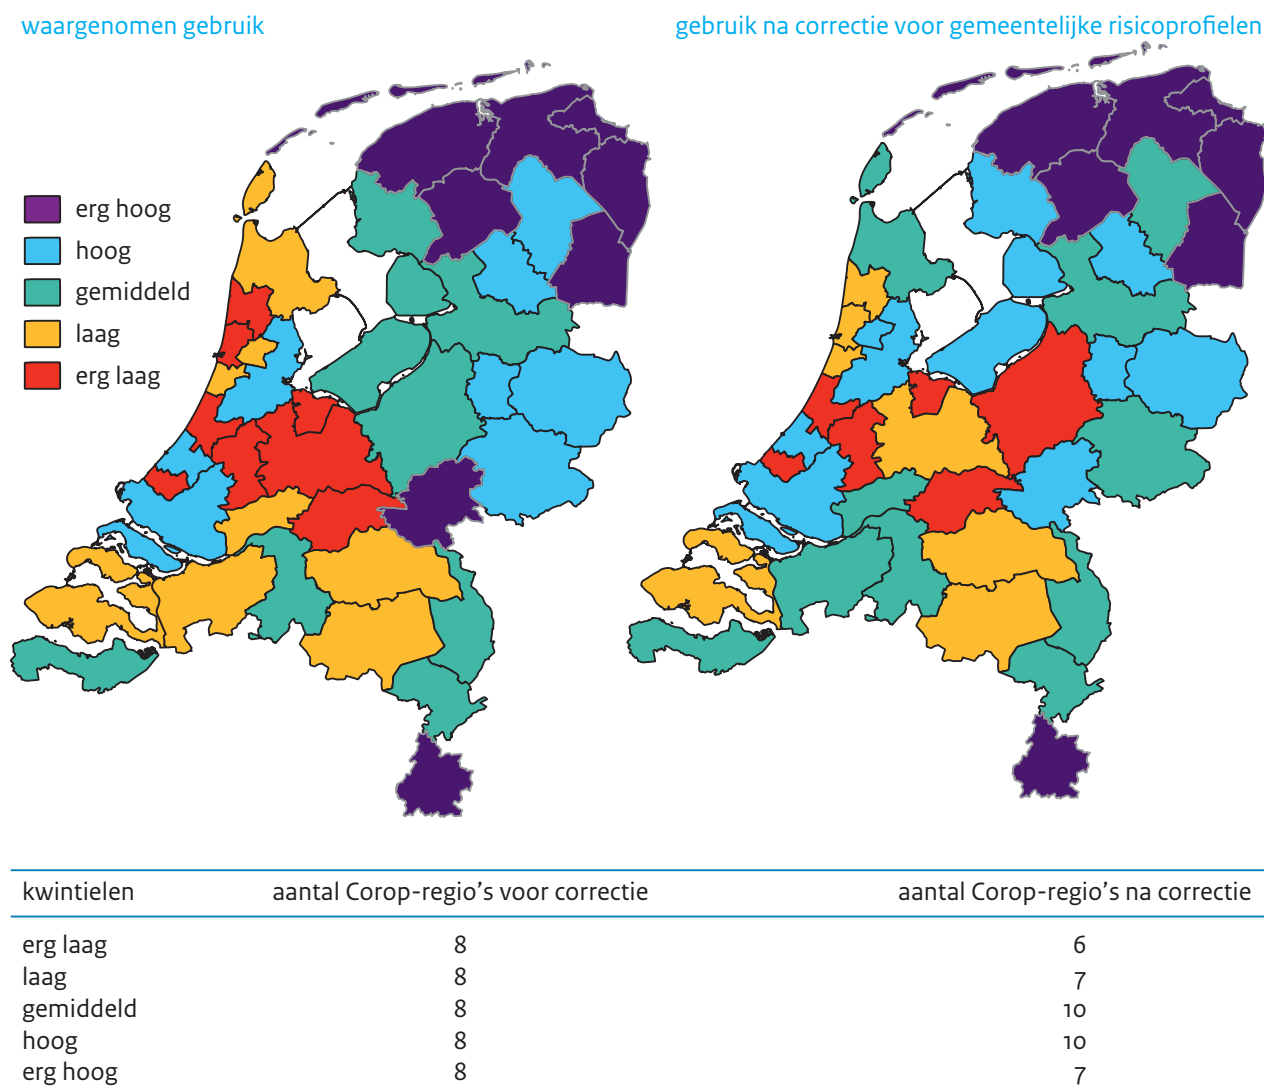 waargenomen gebruik
gebruik na correctie voor gemeentelijke risicoprofielen
erg hoog
hoog
gemiddeld
laag
erg laag
kwintielen aantal Corop-regio's voor correctie aantal Corop-regio's na correctie
erg laag 8 6
laag 8 7
gemiddeld 8 10
hoog 8 10
erg hoog 8 7